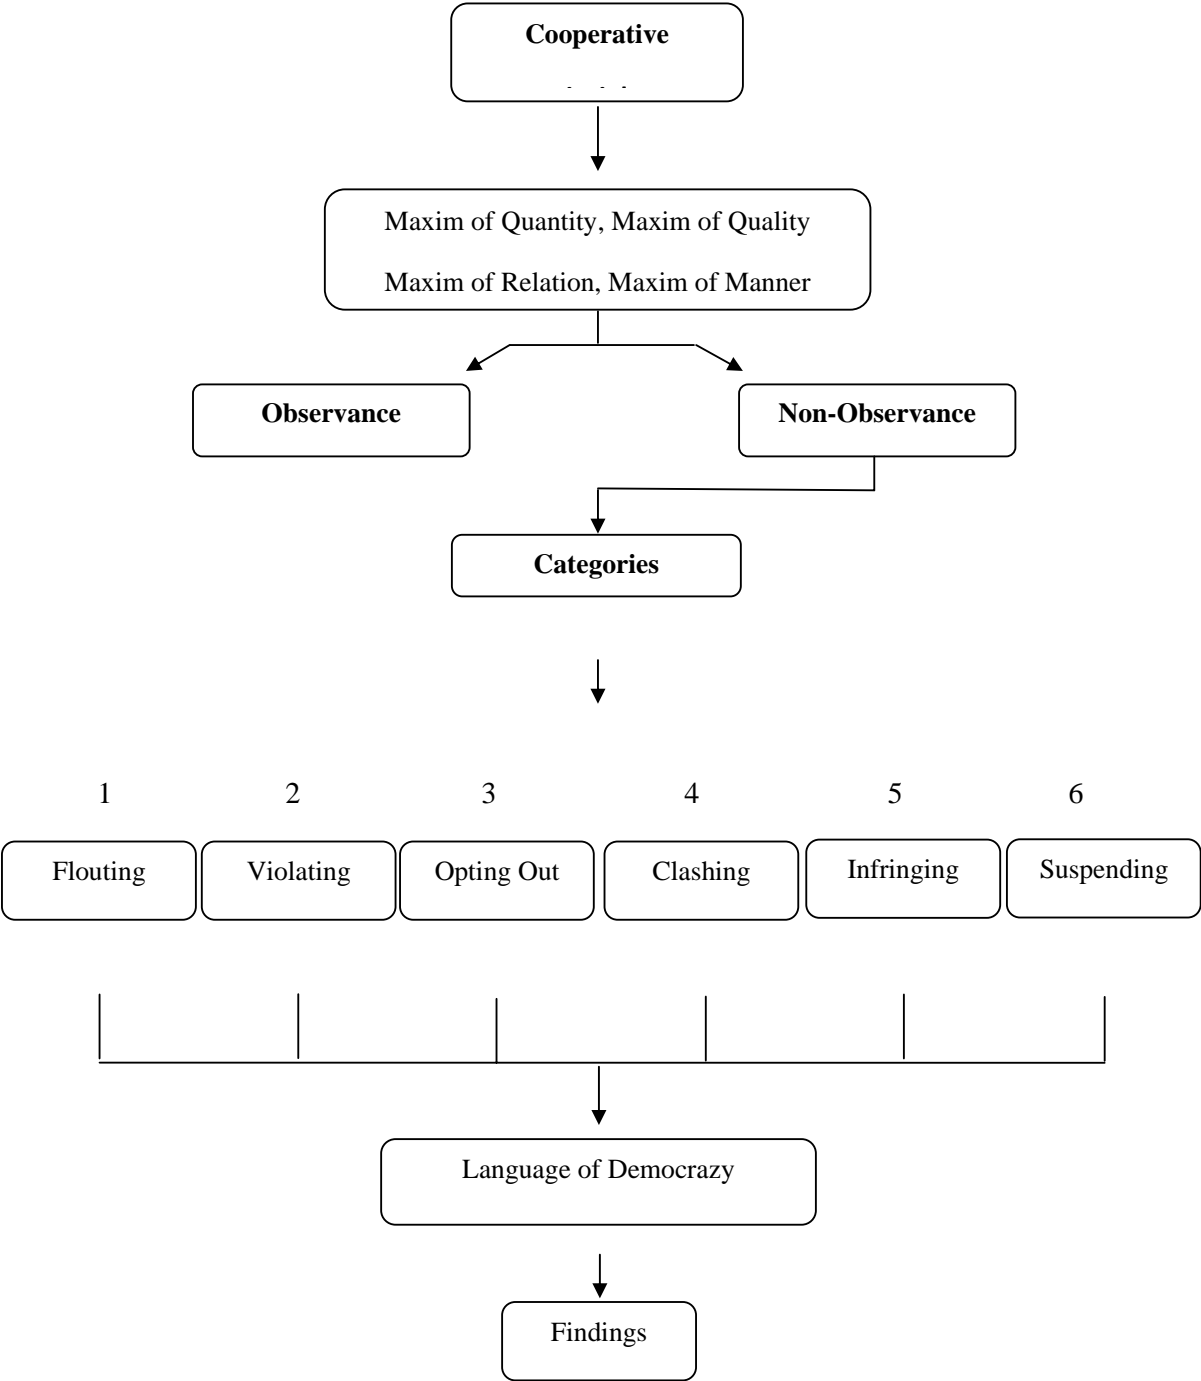 Cooperative
Maxim of Quantity, Maxim of Quality
Maxim of Relation, Maxim of Manner
Observance
Non-Observance
Categories
1 2 3 4 5 6
Flouting Violating Opting Out Clashing Infringing Suspending
Language of Democrazy
Findings